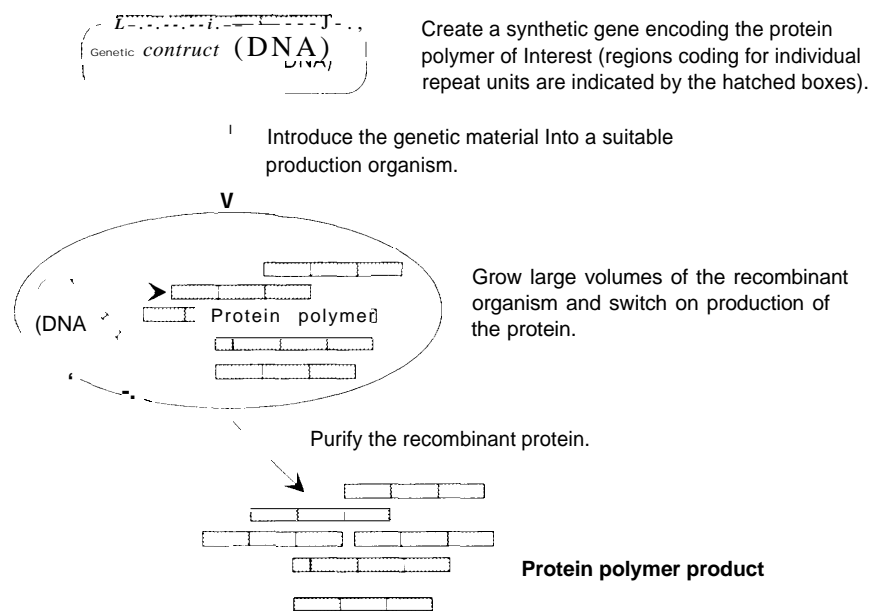 Genetic contruct (DNA)
DNA)
Create a synthetic gene encoding the protein
polymer of Interest (regions coding for individual
repeat units are indicated by the hatched boxes).
Introduce the genetic material Into a suitable
production organism.
V
(DNA
Protein polymer
Grow large volumes of the recombinant
organism and switch on production of
the protein.
Purify the recombinant protein.
Protein polymer product